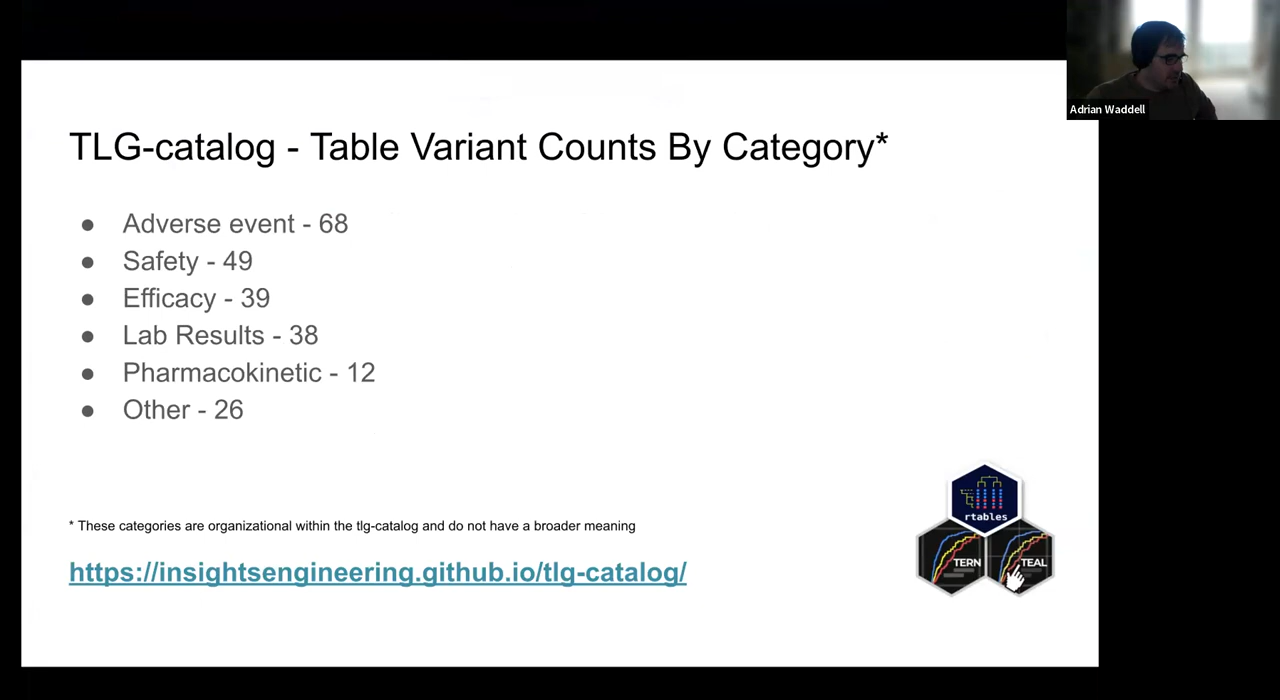 Adrian Waddell
TLG-catalog - Table Variant Counts By Category*
● Adverse event - 68
● Safety - 49
● Efficacy - 39
● Lab Results - 38
● Pharmacokinetic - 12
● Other - 26
* These categories are organizational within the tlg-catalog and do not have a broader meaning
https://insightsengineering.github.io/tlg-catalog/
rtables
TERN
TEAL